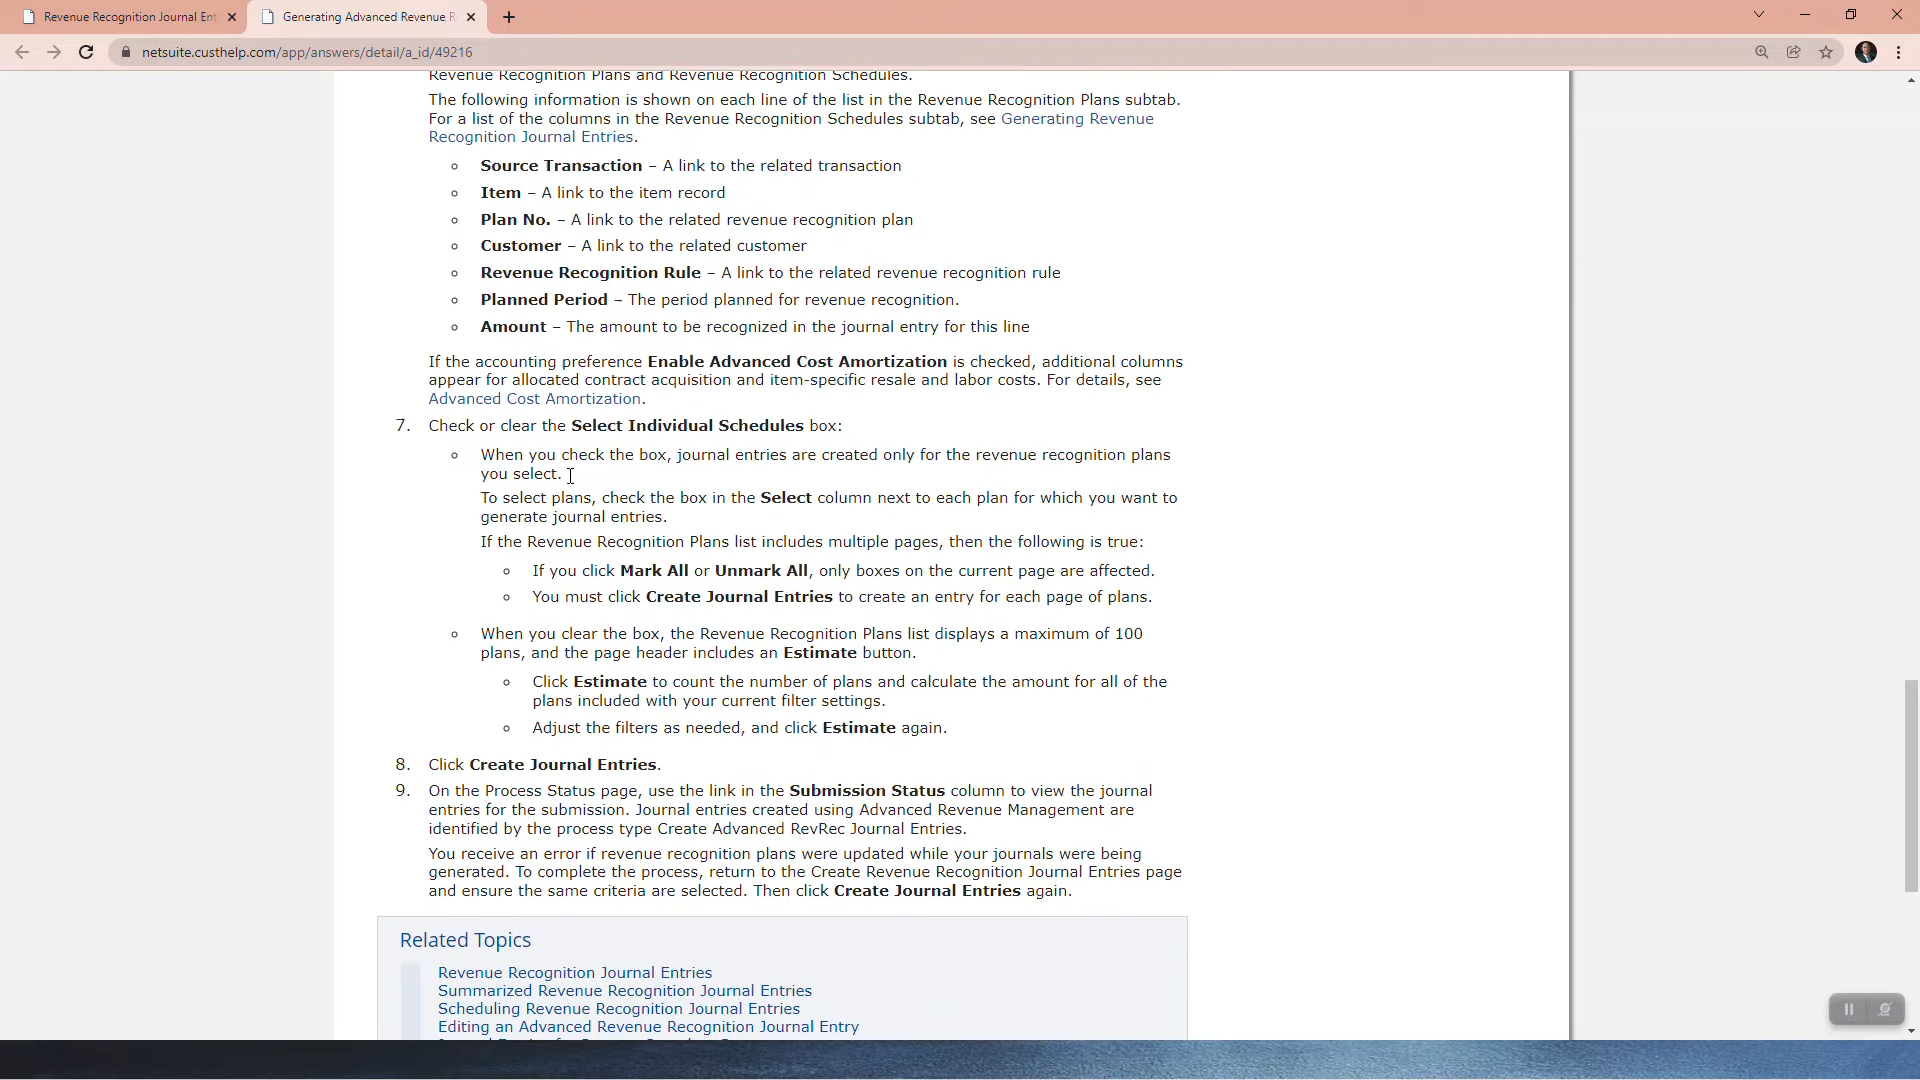 Revenue Recognition Journal Ent
Generating Advanced Revenue R
netsuite.custhelp.com/app/answers/detail/a_id/49216
Revenue Recognition Plans and Revenue Recognition Schedules.
The following information is shown on each line of the list in the Revenue Recognition Plans subtab.
For a list of the columns in the Revenue Recognition Schedules subtab, see Generating Revenue
Recognition Journal Entries.
Source Transaction – A link to the related transaction
Item – A link to the item record
Plan No. – A link to the related revenue recognition plan
Customer – A link to the related customer
Revenue Recognition Rule – A link to the related revenue recognition rule
Planned Period – The period planned for revenue recognition.
Amount – The amount to be recognized in the journal entry for this line
If the accounting preference Enable Advanced Cost Amortization is checked, additional columns
appear for allocated contract acquisition and item-specific resale and labor costs. For details, see
Advanced Cost Amortization.
7. Check or clear the Select Individual Schedules box:
When you check the box, journal entries are created only for the revenue recognition plans
you select.
To select plans, check the box in the Select column next to each plan for which you want to
generate journal entries.
If the Revenue Recognition Plans list includes multiple pages, then the following is true:
If you click Mark All or Unmark All, only boxes on the current page are affected.
You must click Create Journal Entries to create an entry for each page of plans.
When you clear the box, the Revenue Recognition Plans list displays a maximum of 100
plans, and the page header includes an Estimate button.
Click Estimate to count the number of plans and calculate the amount for all of the
plans included with your current filter settings.
Adjust the filters as needed, and click Estimate again.
8. Click Create Journal Entries.
9. On the Process Status page, use the link in the Submission Status column to view the journal
entries for the submission. Journal entries created using Advanced Revenue Management are
identified by the process type Create Advanced RevRec Journal Entries.
You receive an error if revenue recognition plans were updated while your journals were being
generated. To complete the process, return to the Create Revenue Recognition Journal Entries page
and ensure the same criteria are selected. Then click Create Journal Entries again.
Related Topics
Revenue Recognition Journal Entries
Summarized Revenue Recognition Journal Entries
Scheduling Revenue Recognition Journal Entries
Editing an Advanced Revenue Recognition Journal Entry